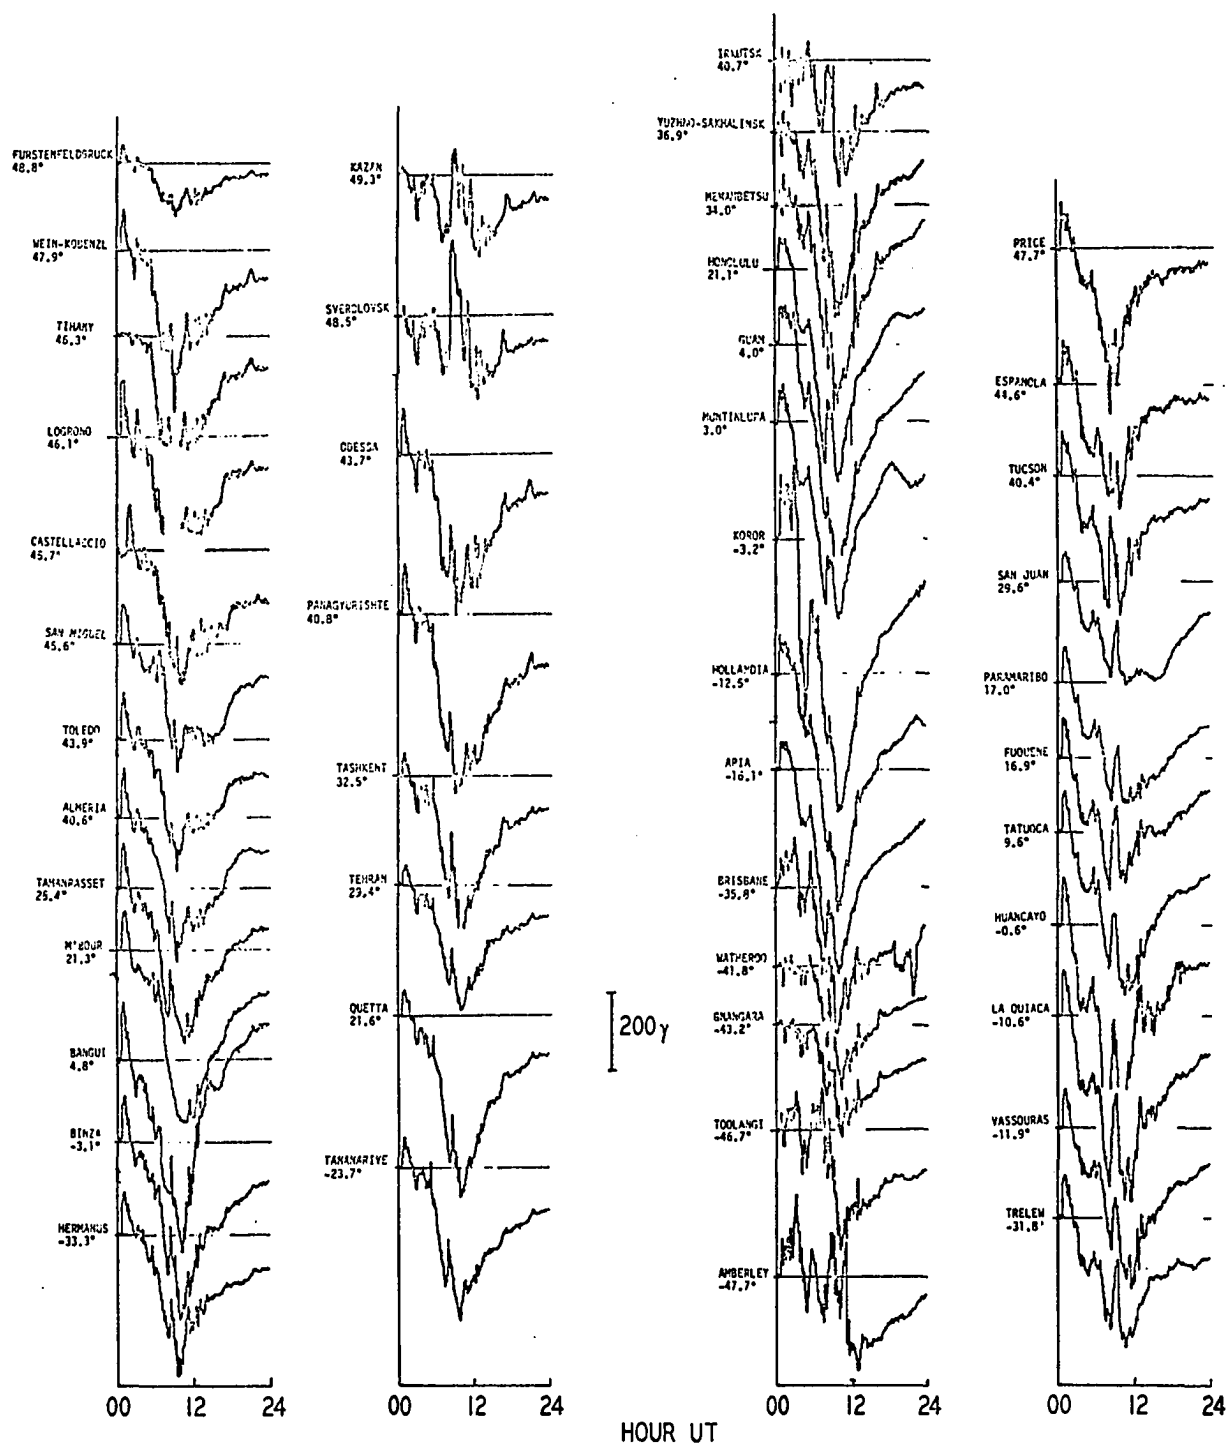 FURSTENFELDBRUCK
48.8°
WEIN-KOBENZL
47.9°
TIHANY
46.3°
LOGRONO
46.1°
CASTELLACCIO
45.7°
SAN MIGUEL
45.6°
TOLEDO
43.9°
ALMERIA
40.6°
TAMANRASSET
25.4°
M'BOUR
21.3°
BANGUI
4.8°
BINZA
-3.1°
HERMANUS
-33.3°
00 12 24
KAZAN
49.3°
SVERDLOVSK
48.5°
ODESSA
43.7°
PANAGYURISHTE
40.8°
TASHKENT
32.5°
TEHRAN
29.4°
QUETTA
21.6°
TANANARIVE
-23.7°
00 12 24
200γ
IRKUTSK
40.7°
YUZHNO-SAKHALINSK
36.9°
MEMANBETSU
34.0°
HONOLULU
21.1°
GUAM
4.0°
MUNTINLUPA
3.0°
KOROR
-3.2°
HOLLANDIA
-12.5°
APIA
-16.1°
BRISBANE
-35.8°
WATHEROO
-41.8°
GNANGARA
-43.2°
TOOLANGI
-46.7°
AMBERLEY
-47.7°
00 12 24
PRICE
47.7°
ESPANOLA
44.6°
TUCSON
40.4°
SAN JUAN
29.6°
PARAMARIBO
17.0°
FUQUENE
16.9°
TATUOCA
9.6°
HUANCAYO
-0.6°
LA QUIACA
-10.6°
VASSOURAS
-11.9°
TRELEW
-31.8°
00 12 24
HOUR UT